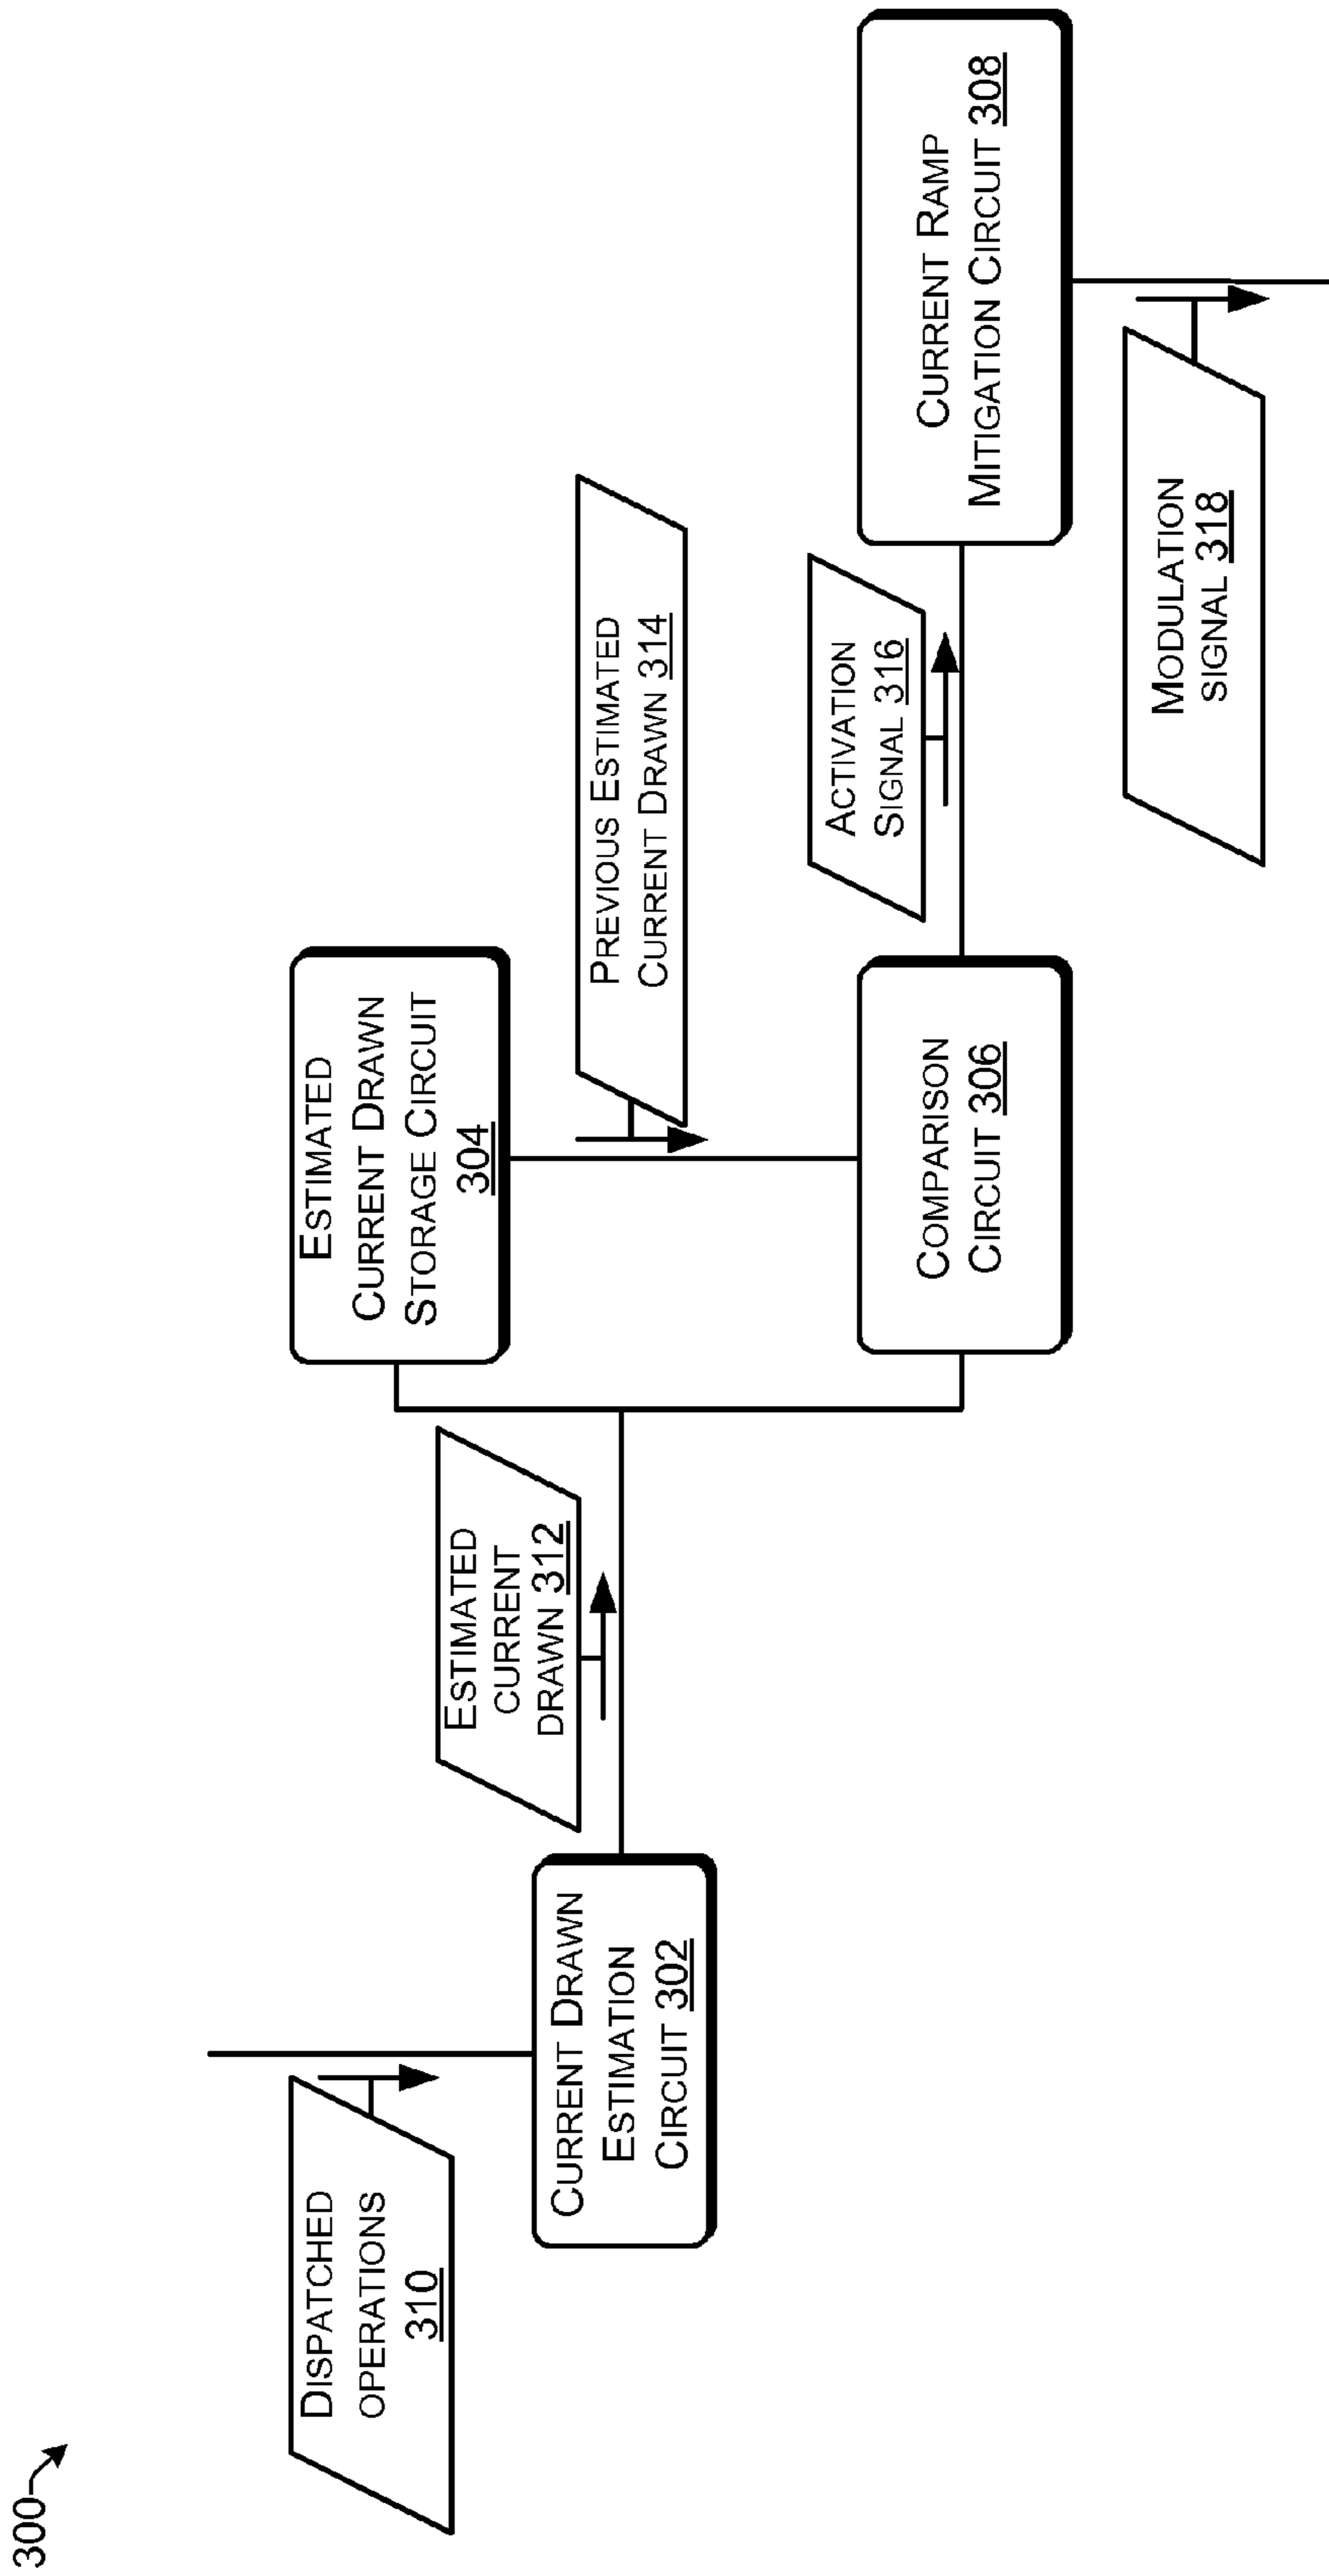 300
DISPATCHED
OPERATIONS
310
CURRENT DRAWN
ESTIMATION
CIRCUIT 302
ESTIMATED
CURRENT
DRAWN 312
ESTIMATED
CURRENT DRAWN
STORAGE CIRCUIT
304
PREVIOUS ESTIMATED
CURRENT DRAWN 314
COMPARISON
CIRCUIT 306
ACTIVATION
SIGNAL 316
CURRENT RAMP
MITIGATION CIRCUIT 308
MODULATION
SIGNAL 318